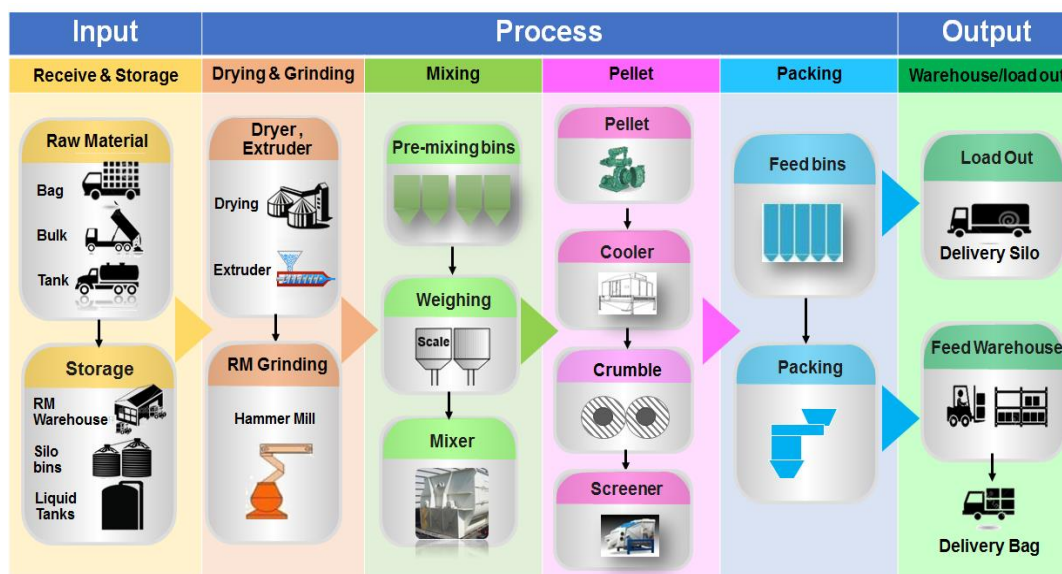 Input
Process
Output
Receive & Storage
Drying & Grinding
Mixing
Pellet
Packing
Warehouse/load out
Raw Material
Bag
Bulk
Tank
Storage
RM
Warehouse
Silo
bins
Liquid
Tanks
Dryer ,
Extruder
Drying
Extruder
RM Grinding
Hammer Mill
Pre-mixing bins
Weighing
Scale
Mixer
Pellet
Cooler
Crumble
Screener
Feed bins
Packing
Load Out
Delivery Silo
Feed Warehouse
Delivery Bag